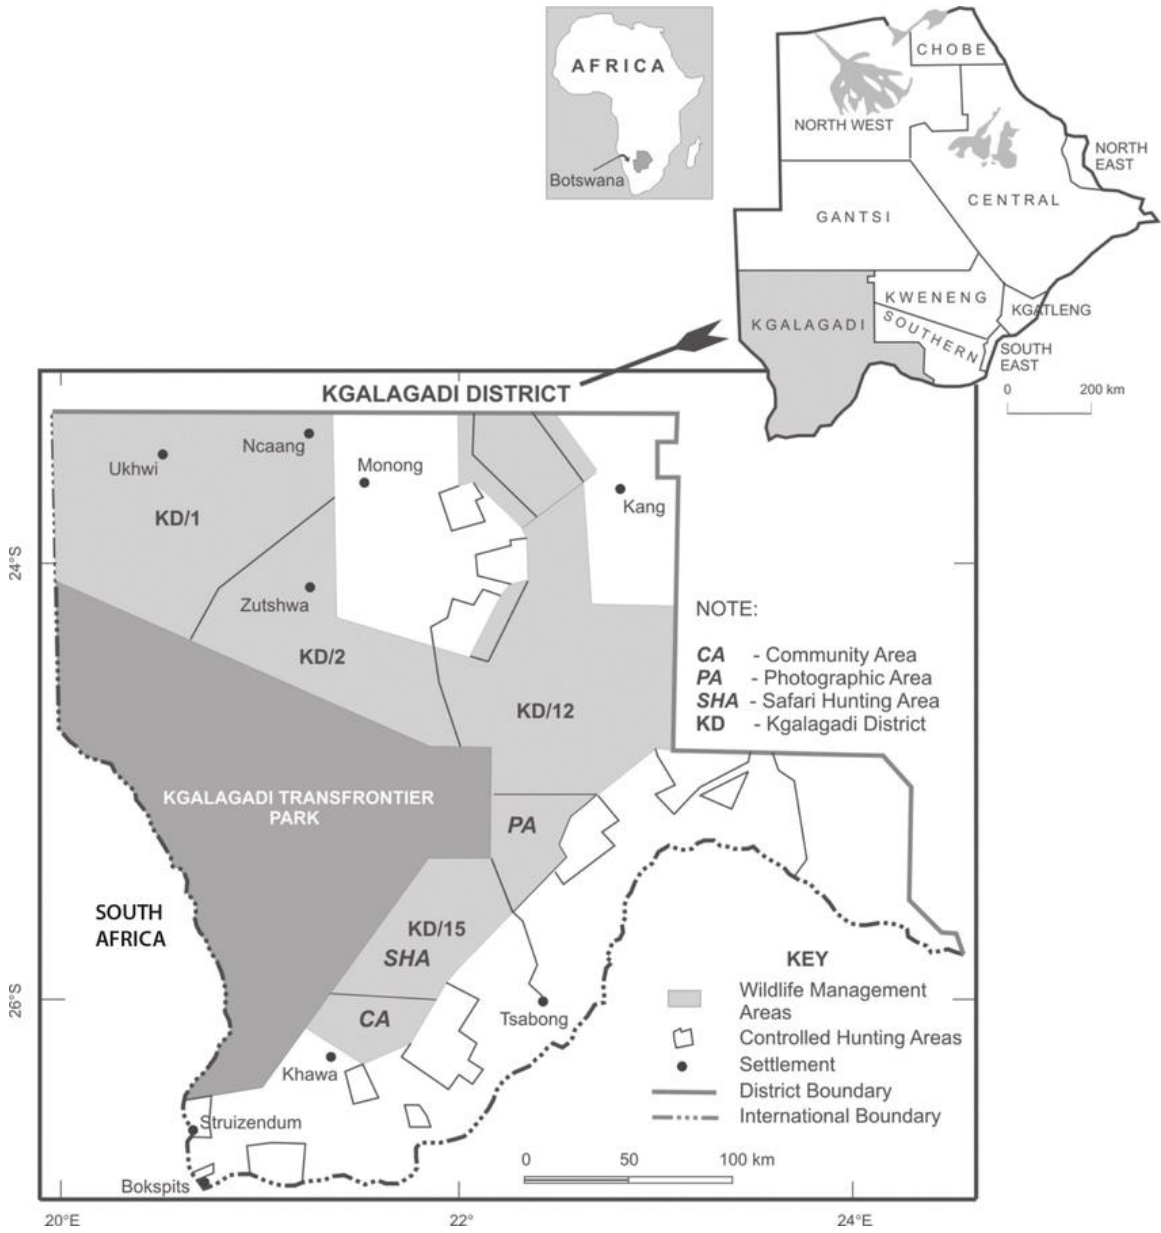 AFRICA
Botswana
CHOBE
NORTH WEST
NORTH
EAST
CENTRAL
GANTSI
KWENENG
KGATLENG
KGALAGADI
SOUTHERN
SOUTH
EAST
0 200 km
KGALAGADI DISTRICT
Ncaang
Ukhwi
Monong
Kang
KD/1
24°S
Zutshwa
KD/2
KD/12
NOTE:
CA - Community Area
PA - Photographic Area
SHA - Safari Hunting Area
KD - Kgalagadi District
KGALAGADI TRANSFRONTIER
PARK
PA
SOUTH
AFRICA
KD/15
SHA
CA
26°S
Tsabong
Khawa
Struizendum
Bokspits
KEY
Wildlife Management
Areas
Controlled Hunting Areas
Settlement
District Boundary
International Boundary
0 50 100 km
20°E 22° 24°E